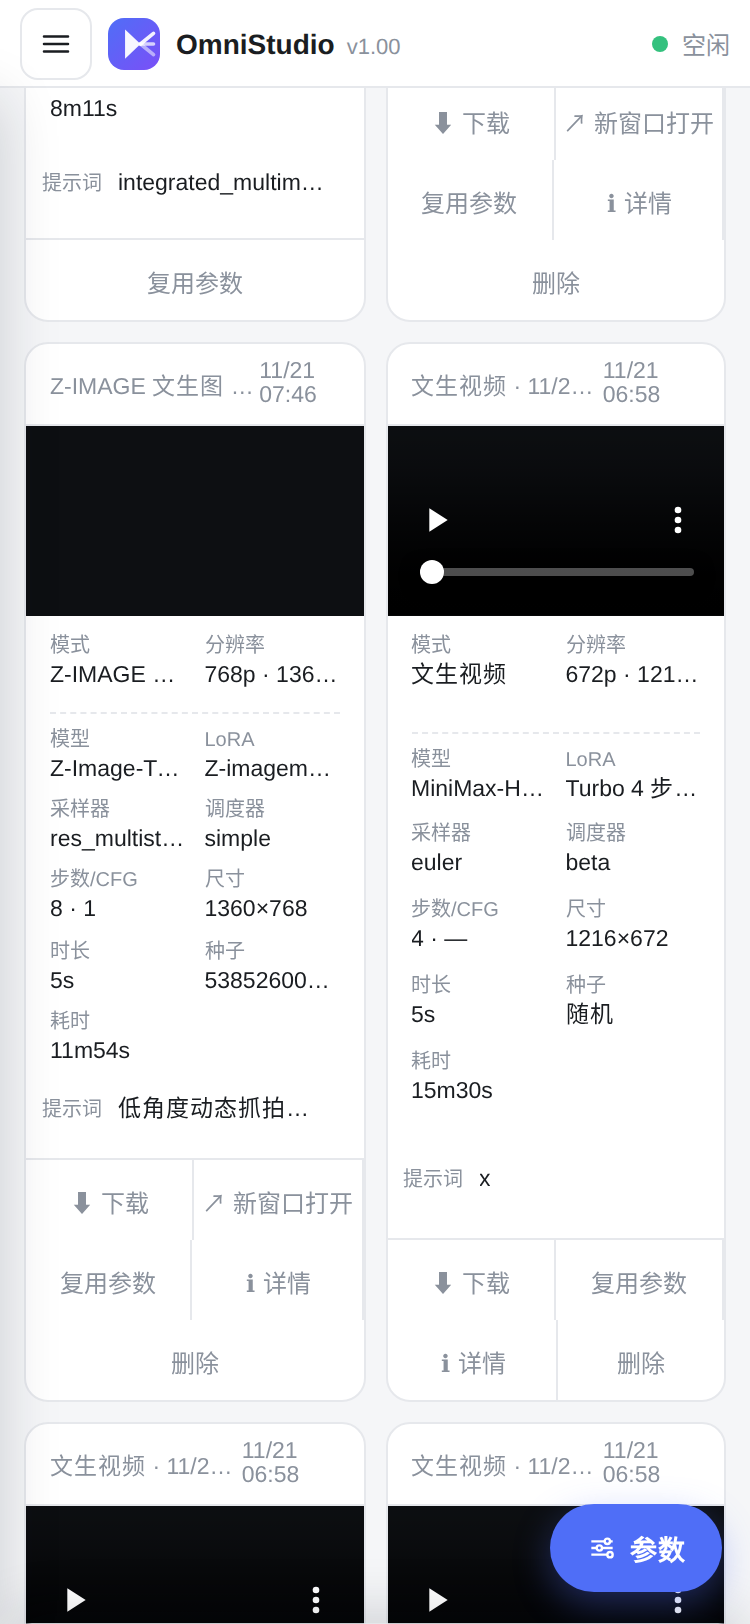 OmniStudio v1.00
空闲
8m11s
提示词 integrated_multim…
复用参数
下载
新窗口打开
复用参数
详情
删除
Z-IMAGE 文生图 …
11/21
07:46
模式
Z-IMAGE …
分辨率
768p · 136…
模型
Z-Image-T…
LoRA
Z-imagem…
采样器
res_multist…
调度器
simple
步数/CFG
8 · 1
尺寸
1360×768
时长
5s
种子
53852600…
耗时
11m54s
提示词 低角度动态抓拍…
下载
新窗口打开
复用参数
详情
删除
文生视频 · 11/2…
11/21
06:58
模式
文生视频
分辨率
672p · 121…
模型
MiniMax-H…
LoRA
Turbo 4 步…
采样器
euler
调度器
beta
步数/CFG
4 · —
尺寸
1216×672
时长
5s
种子
随机
耗时
15m30s
提示词 x
下载
复用参数
详情
删除
文生视频 · 11/2…
11/21
06:58
文生视频 · 11/2…
11/21
06:58
参数